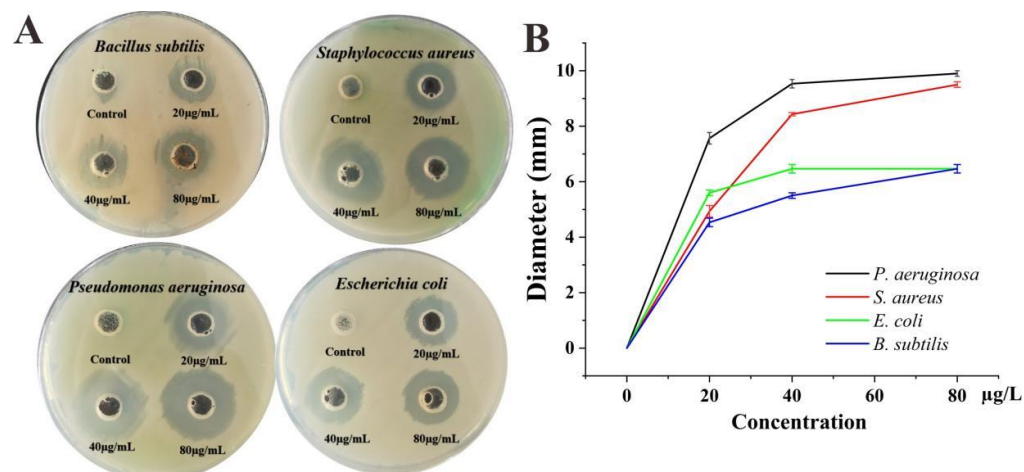 A
Bacillus subtilis
Control
20µg/mL
40µg/mL
80µg/mL
Staphylococcus aureus
Control
20µg/mL
40µg/mL
80µg/mL
Pseudomonas aeruginosa
Control
20µg/mL
40µg/mL
80µg/mL
Escherichia coli
Control
20µg/mL
40µg/mL
80µg/mL
B
Diameter (mm)
10
8
6
4
2
0
P. aeruginosa
S. aureus
E. coli
B. subtilis
0 20 40 60 80 µg/L
Concentration